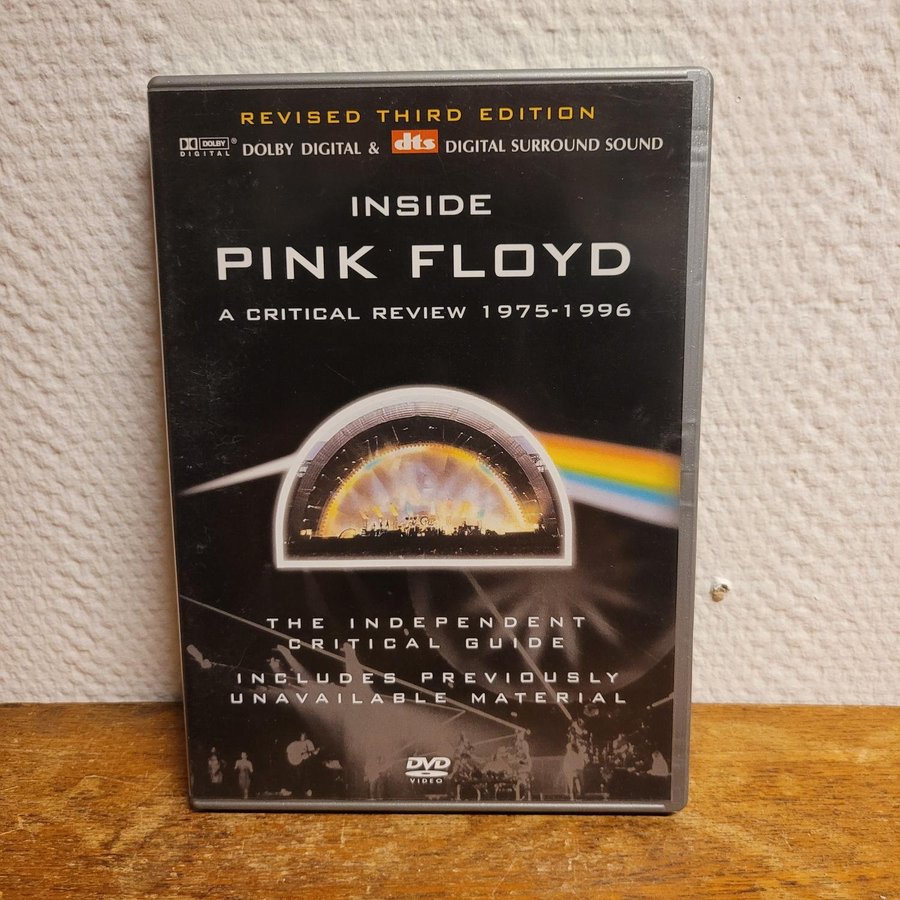 REVISED THIRD EDITION
DOLBY DIGITAL DOLBY DIGITAL & dts DIGITAL SURROUND SOUND
INSIDE
PINK FLOYD
A CRITICAL REVIEW 1975-1996
THE INDEPENDENT
CRITICAL GUIDE
INCLUDES PREVIOUSLY
UNAVAILABLE MATERIAL
DVD
VIDEO